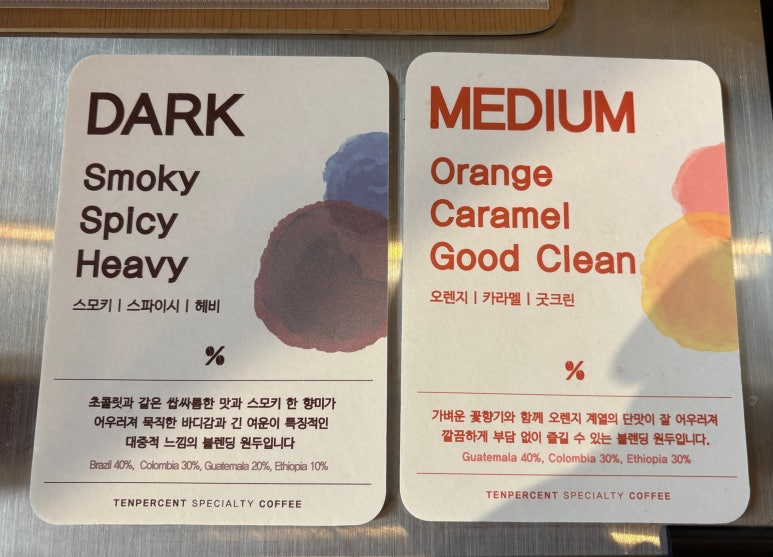 DARK
Smoky
Spicy
Heavy
스모키 | 스파이시 | 헤비
%
초콜릿과 같은 쌉싸름한 맛과 스모키 한 향미가
어우러져 묵직한 바디감과 긴 여운이 특징적인
대중적 느낌의 블렌딩 원두입니다
Brazil 40%, Colombia 30%, Guatemala 20%, Ethiopia 10%
TENPERCENT SPECIALTY COFFEE
MEDIUM
Orange
Caramel
Good Clean
오렌지 | 카라멜 | 굿크린
%
가벼운 꽃향기와 함께 오렌지 계열의 단맛이 잘 어우러져
깔끔하게 부담 없이 즐길 수 있는 블렌딩 원두입니다.
Guatemala 40%, Colombia 30%, Ethiopia 30%
TENPERCENT SPECIALTY COFFEE